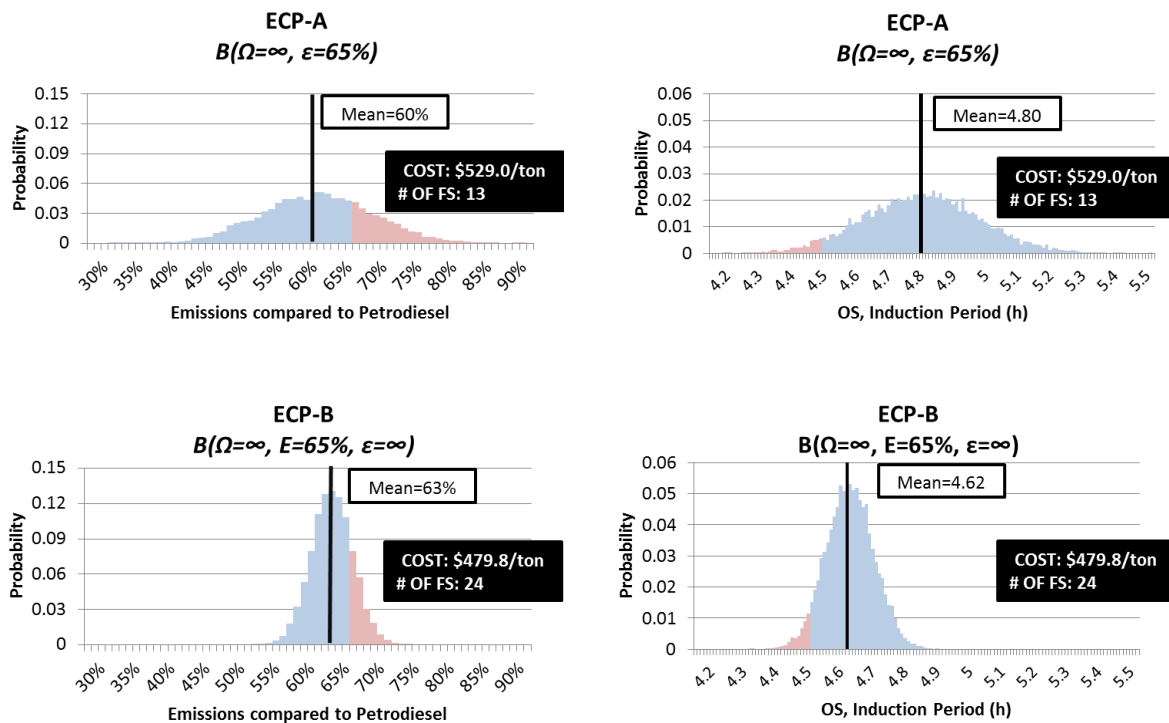 ECP-A
B(Ω=∞, ε=65%)
Probability
0.15
0.12
0.09
0.06
0.03
0
Mean=60%
COST: $529.0/ton
# OF FS: 13
30% 35% 40% 45% 50% 55% 60% 65% 70% 75% 80% 85% 90%
Emissions compared to Petrodiesel
ECP-A
B(Ω=∞, ε=65%)
Probability
0.06
0.05
0.04
0.03
0.02
0.01
0
Mean=4.80
COST: $529.0/ton
# OF FS: 13
4.2 4.3 4.4 4.5 4.6 4.7 4.8 4.9 5 5.1 5.2 5.3 5.4 5.5
OS, Induction Period (h)
ECP-B
B(Ω=∞, E=65%, ε=∞)
Probability
0.15
0.12
0.09
0.06
0.03
0
Mean=63%
COST: $479.8/ton
# OF FS: 24
30% 35% 40% 45% 50% 55% 60% 65% 70% 75% 80% 85% 90%
Emissions compared to Petrodiesel
ECP-B
B(Ω=∞, E=65%, ε=∞)
Probability
0.06
0.05
0.04
0.03
0.02
0.01
0
Mean=4.62
COST: $479.8/ton
# OF FS: 24
4.2 4.3 4.4 4.5 4.6 4.7 4.8 4.9 5 5.1 5.2 5.3 5.4 5.5
OS, Induction Period (h)